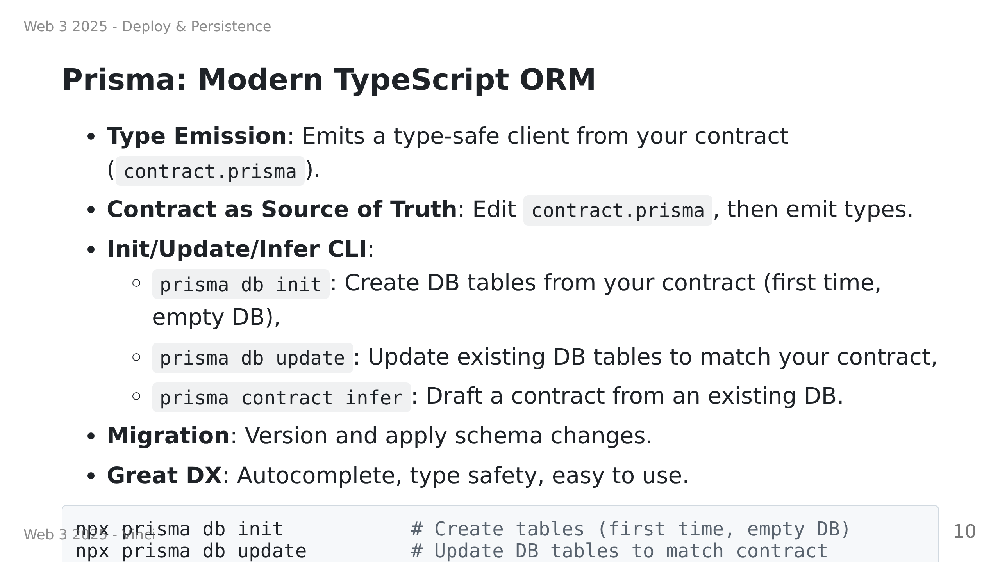 Web 3 2025 - Deploy & Persistence
Prisma: Modern TypeScript ORM
• Type Emission: Emits a type-safe client from your contract
(contract.prisma).
• Contract as Source of Truth: Edit contract.prisma, then emit types.
• Init/Update/Infer CLI:
◦ prisma db init: Create DB tables from your contract (first time,
empty DB),
◦ prisma db update: Update existing DB tables to match your contract,
◦ prisma contract infer: Draft a contract from an existing DB.
• Migration: Version and apply schema changes.
• Great DX: Autocomplete, type safety, easy to use.
npx prisma db init # Create tables (first time, empty DB)
Web 3 2025 - Vinci
10
npx prisma db update # Update DB tables to match contract